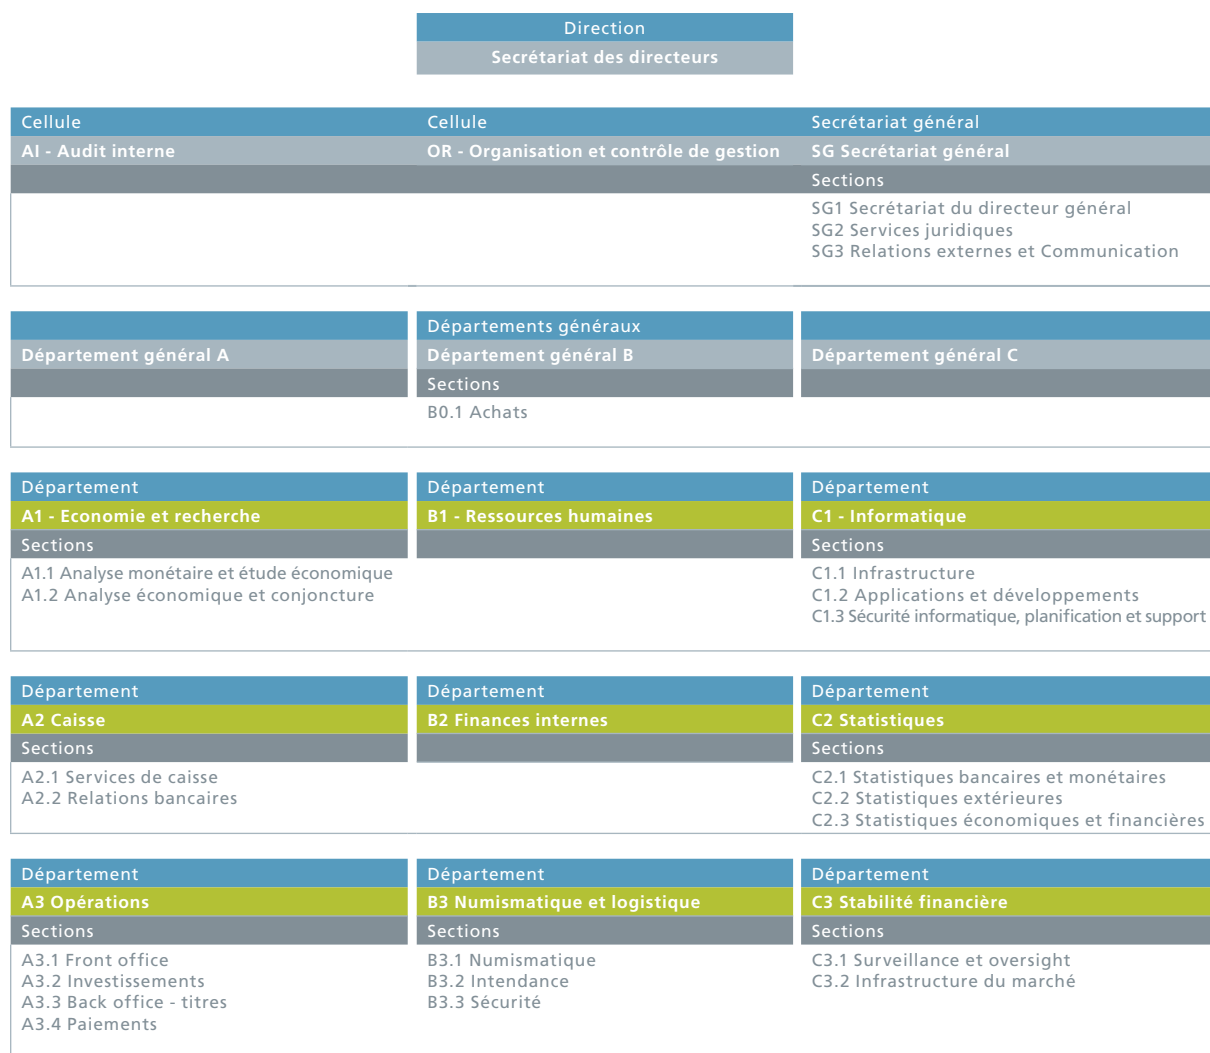 Direction
Secrétariat des directeurs
Cellule
AI - Audit interne
Cellule
OR - Organisation et contrôle de gestion
Secrétariat général
SG Secrétariat général
Sections
SG1 Secrétariat du directeur général
SG2 Services juridiques
SG3 Relations externes et Communication
Départements généraux
Département général A
Département général B
Sections
B0.1 Achats
Département général C
Département
A1 - Economie et recherche
Sections
A1.1 Analyse monétaire et étude économique
A1.2 Analyse économique et conjoncture
Département
B1 - Ressources humaines
Département
C1 - Informatique
Sections
C1.1 Infrastructure
C1.2 Applications et développements
C1.3 Sécurité informatique, planification et support
Département
A2 Caisse
Sections
A2.1 Services de caisse
A2.2 Relations bancaires
Département
B2 Finances internes
Département
C2 Statistiques
Sections
C2.1 Statistiques bancaires et monétaires
C2.2 Statistiques extérieures
C2.3 Statistiques économiques et financières
Département
A3 Opérations
Sections
A3.1 Front office
A3.2 Investissements
A3.3 Back office - titres
A3.4 Paiements
Département
B3 Numismatique et logistique
Sections
B3.1 Numismatique
B3.2 Intendance
B3.3 Sécurité
Département
C3 Stabilité financière
Sections
C3.1 Surveillance et oversight
C3.2 Infrastructure du marché